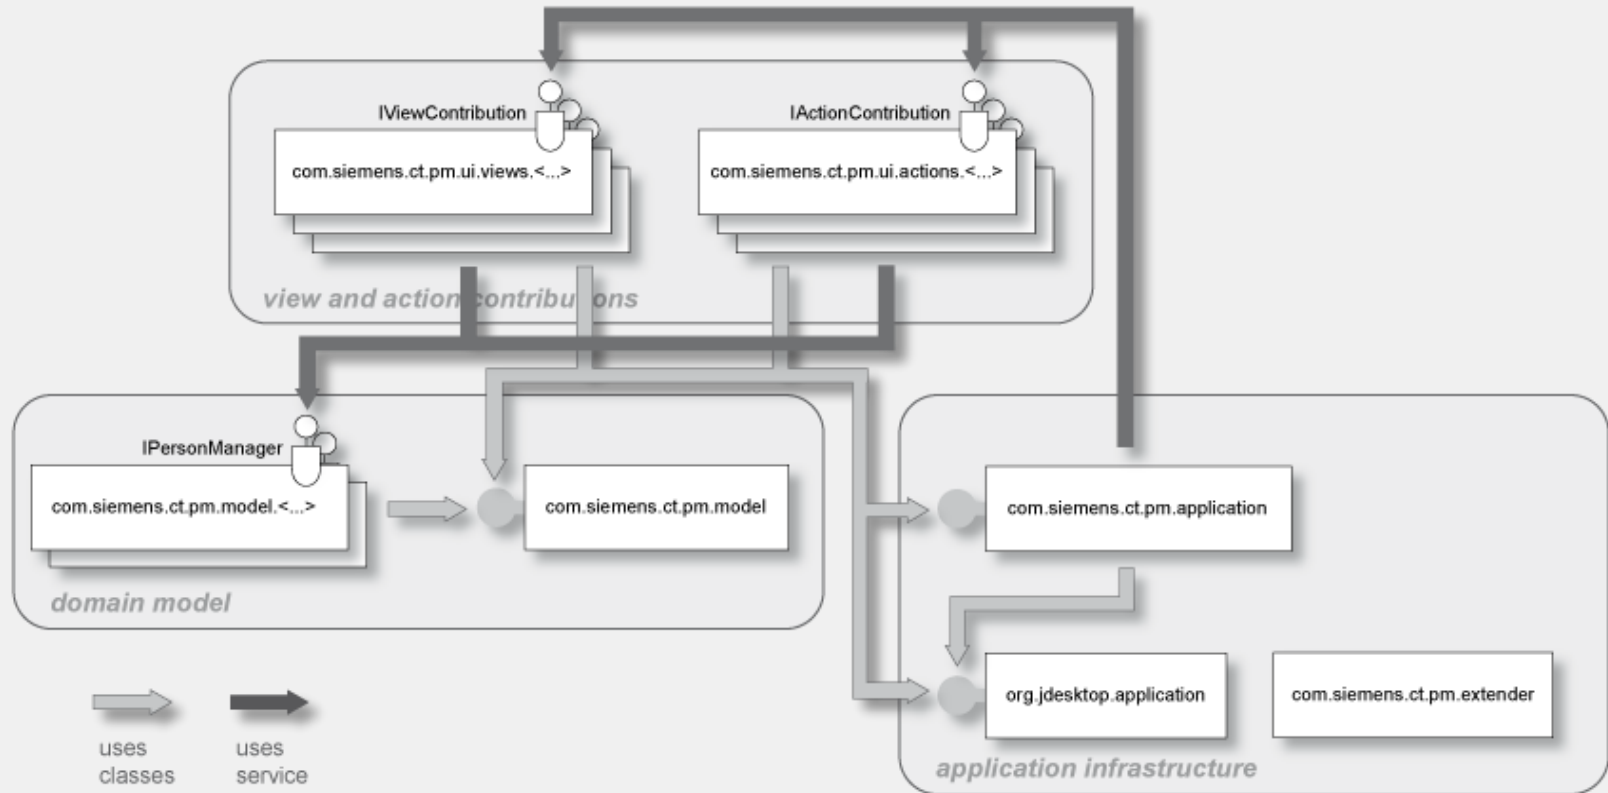 IViewContribution
IActionContribution
com.siemens.ct.pm.ui.views.<...>
com.siemens.ct.pm.ui.actions.<...>
view and action contributions
IPersonManager
com.siemens.ct.pm.model.<...>
com.siemens.ct.pm.model
com.siemens.ct.pm.application
domain model
org.jdesktop.application
com.siemens.ct.pm.extender
application infrastructure
uses
classes
uses
service